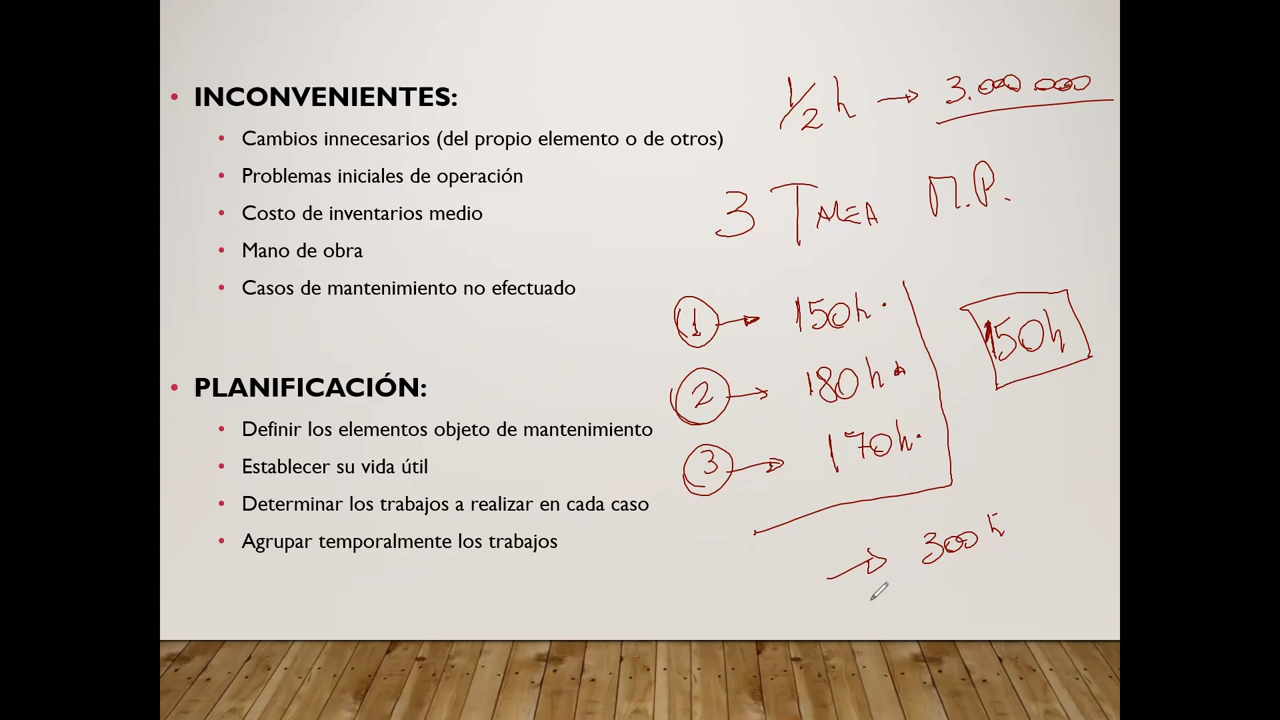 • INCONVENIENTES:
• Cambios innecesarios (del propio elemento o de otros)
• Problemas iniciales de operación
• Costo de inventarios medio
• Mano de obra
• Casos de mantenimiento no efectuado
• PLANIFICACIÓN:
• Definir los elementos objeto de mantenimiento
• Establecer su vida útil
• Determinar los trabajos a realizar en cada caso
• Agrupar temporalmente los trabajos
1/2 h → 3.000 000
3 TAREA M.P.
1 → 150h.
2 → 180h.
3 → 170h.
150h
→ 300 h